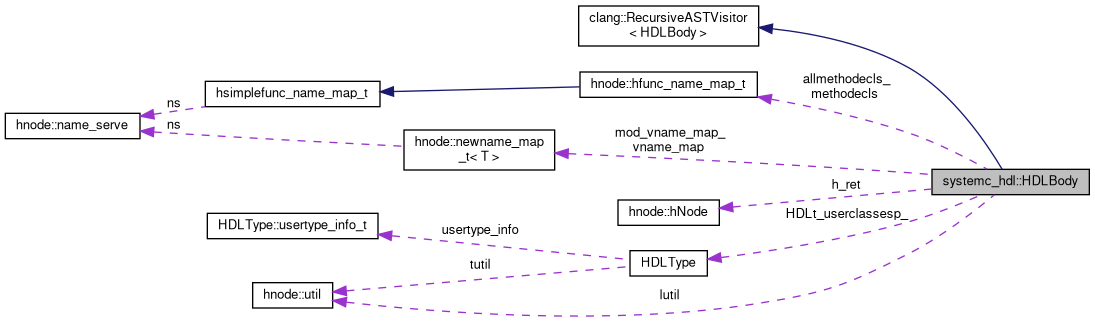 clang::RecursiveASTVisitor
< HDLBody >
allmethodecls_
methodecls
hnode::hfunc_name_map_t
hsimplefunc_name_map_t
ns
hnode::name_serve
ns
mod_vname_map_
vname_map
hnode::newname_map
_t< T >
systemc_hdl::HDLBody
h_ret
hnode::hNode
HDLt_userclassesp_
HDLType::usertype_info_t
usertype_info
HDLType
tutil
hnode::util
lutil